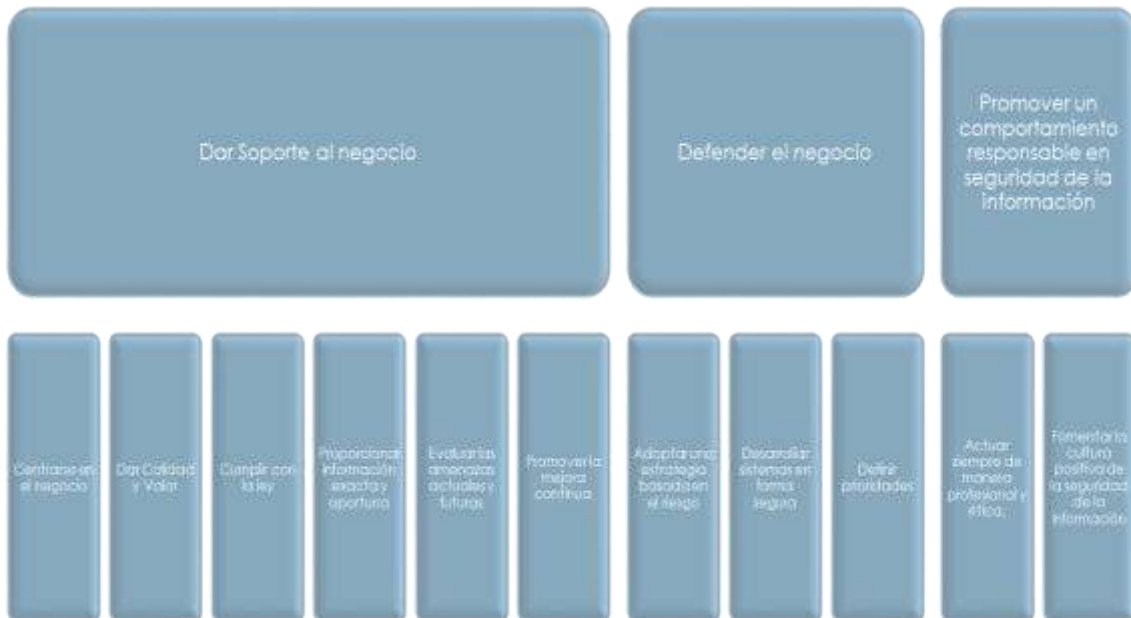 Dar Soporte al negocio
Defender el negocio
Promover un
comportamiento
responsable en
seguridad de la
información
Centrarse en
el negocio
Dar Calidad
y Valor
Cumplir con
la ley
Proporcionar
información
exacta y
oportuna
Evaluar las
amenazas
actuales y
futuras
Promover la
mejora
continua
Adoptar una
estrategia
basada en
el riesgo
Desarrollar
sistemas en
forma
segura
Definir
prioridades
Actuar
siempre de
manera
profesional y
ética.
Fomentar la
cultura
positiva de
la seguridad
de la
información